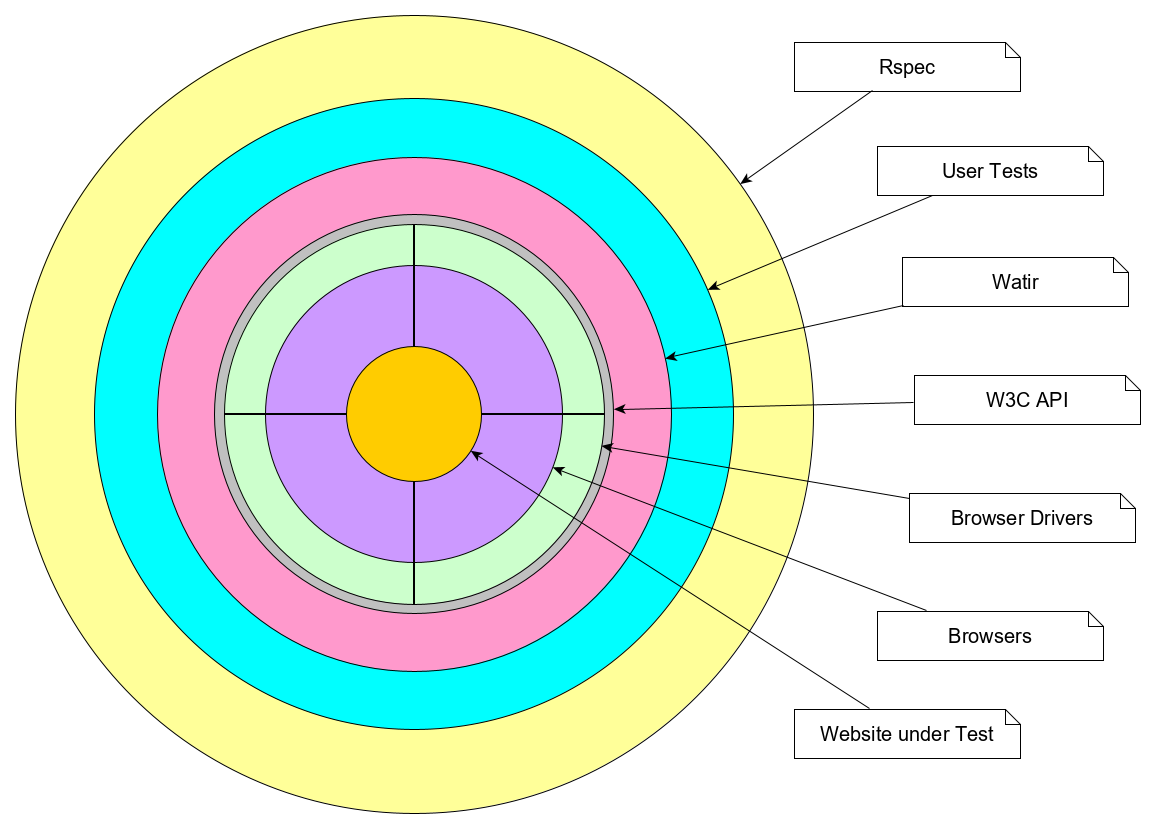 Rspec
User Tests
Watir
W3C API
Browser Drivers
Browsers
Website under Test